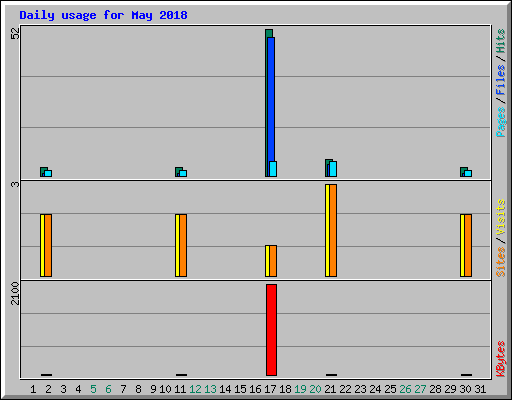 Daily usage for May 2018
52
Pages / Files / Hits
3
Sites / Visits
2100
KBytes
1 2 3 4 5 6 7 8 9 10 11 12 13 14 15 16 17 18 19 20 21 22 23 24 25 26 27 28 29 30 31